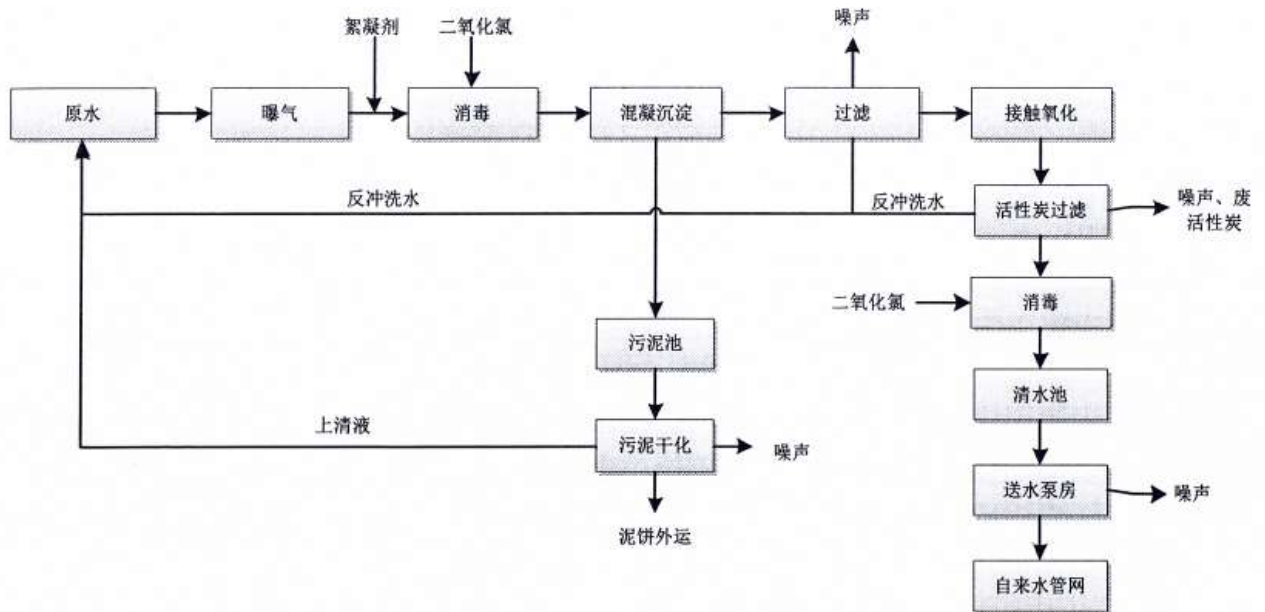 絮凝剂
二氧化氯
噪声
原水
曝气
消毒
混凝沉淀
过滤
接触氧化
反冲洗水
反冲洗水
活性炭过滤
噪声、废
活性炭
二氧化氯
消毒
污泥池
清水池
上清液
污泥干化
噪声
送水泵房
噪声
泥饼外运
自来水管网